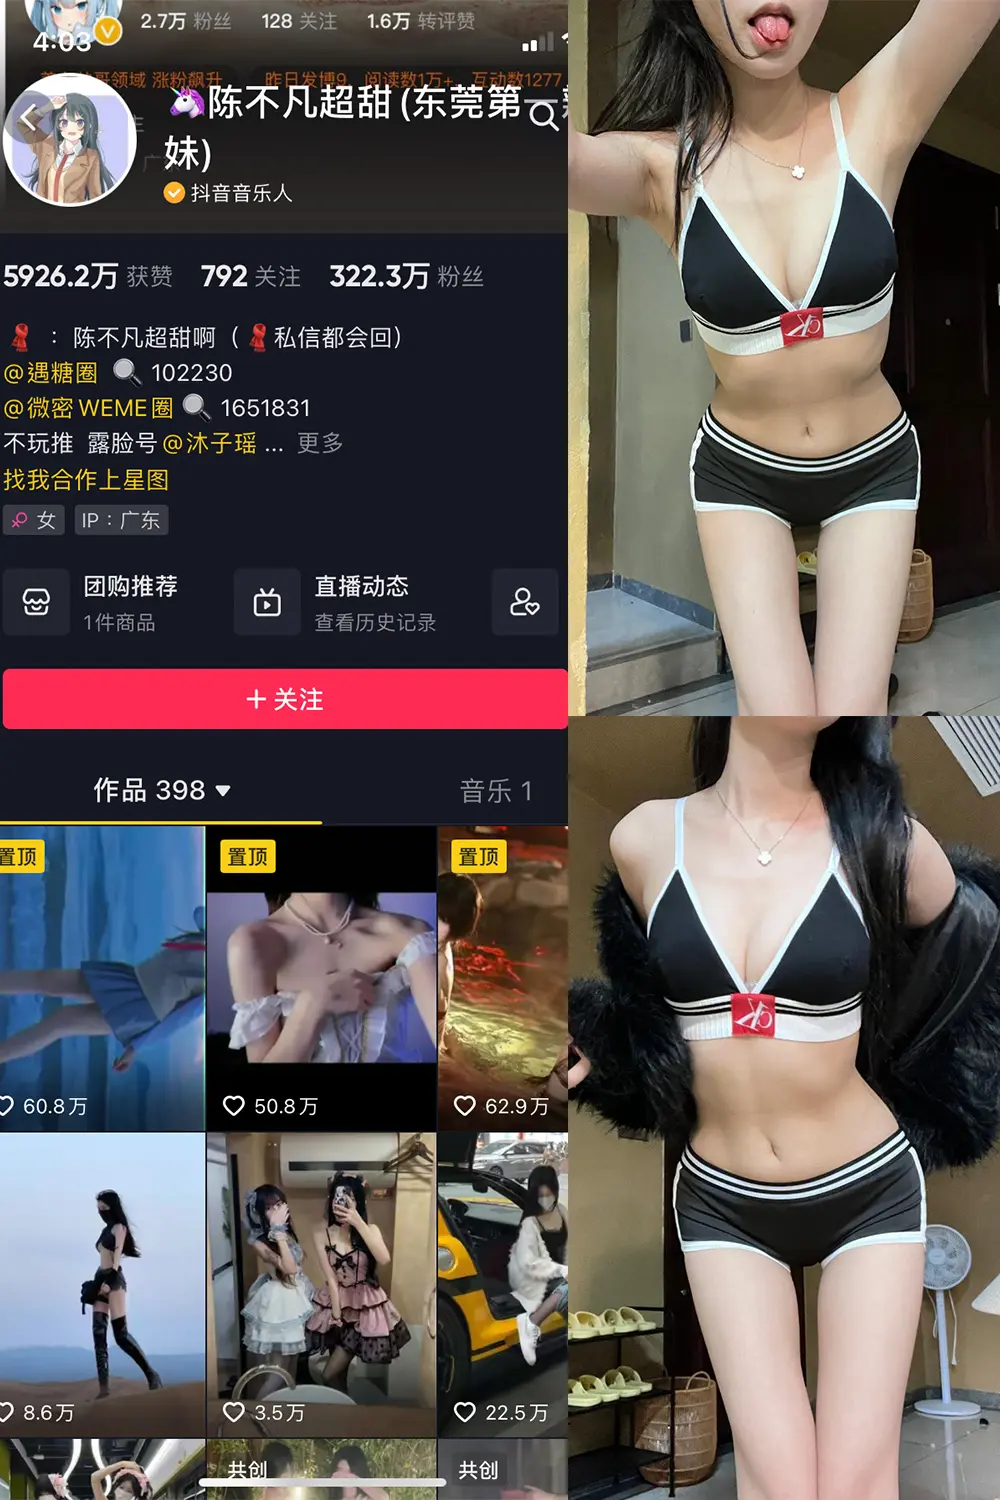 2.7万 粉丝 128 关注 1.6万 转评赞
4:03
领域 涨粉飙升 昨日发博9 阅读数1万+ 互动数1277
陈不凡超甜 (东莞第一
妹)
抖音音乐人
5926.2万 获赞 792 关注 322.3万 粉丝
： 陈不凡超甜啊（ 私信都会回）
@遇糖圈 102230
@微密WEME圈 1651831
不玩推 露脸号@沐子瑶 ... 更多
找我合作上星图
女 IP：广东
团购推荐 直播动态
1件商品 查看历史记录
+ 关注
作品 398 音乐 1
置顶 置顶 置顶
60.8万 50.8万 62.9万
8.6万 3.5万 22.5万
共创 共创
CK
CK